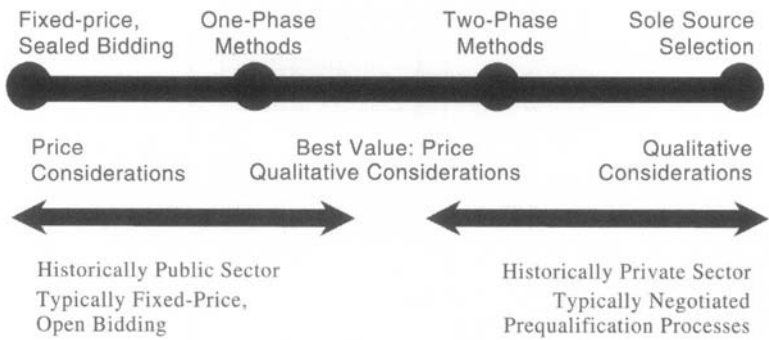 Fixed-price,
Sealed Bidding
One-Phase
Methods
Two-Phase
Methods
Sole Source
Selection
Price
Considerations
Best Value: Price
Qualitative Considerations
Qualitative
Considerations
Historically Public Sector
Typically Fixed-Price,
Open Bidding
Historically Private Sector
Typically Negotiated
Prequalification Processes